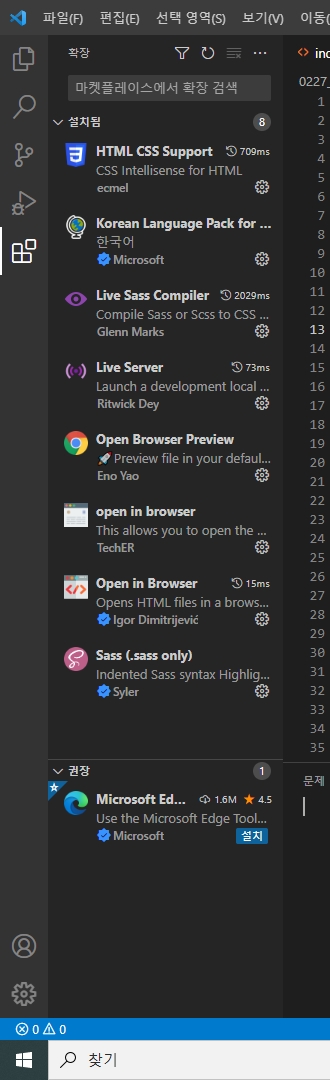 파일(F) 편집(E) 선택 영역(S) 보기(V) 이동(
확장
마켓플레이스에서 확장 검색
설치됨 8
HTML CSS Support 709ms
CSS Intellisense for HTML
ecmel
Korean Language Pack for ...
한국어
Microsoft
Live Sass Compiler 2029ms
Compile Sass or Scss to CSS ...
Glenn Marks
Live Server 73ms
Launch a development local ...
Ritwick Dey
Open Browser Preview
🚀 Preview file in your defaul...
Eno Yao
open in browser
This allows you to open the ...
TechER
Open in Browser 15ms
Opens HTML files in a brows...
Igor Dimitrijević
Sass (.sass only)
Indented Sass syntax Highlig...
Syler
권장 1
Microsoft Ed... 1.6M ★ 4.5
Use the Microsoft Edge Tool...
Microsoft 설치
<> ind
0227_
1
2
3
4
5
6
7
8
9
10
11
12
13
14
15
16
17
18
19
20
21
22
23
24
25
26
27
28
29
30
31
32
33
34
35
문제
0 0
찾기